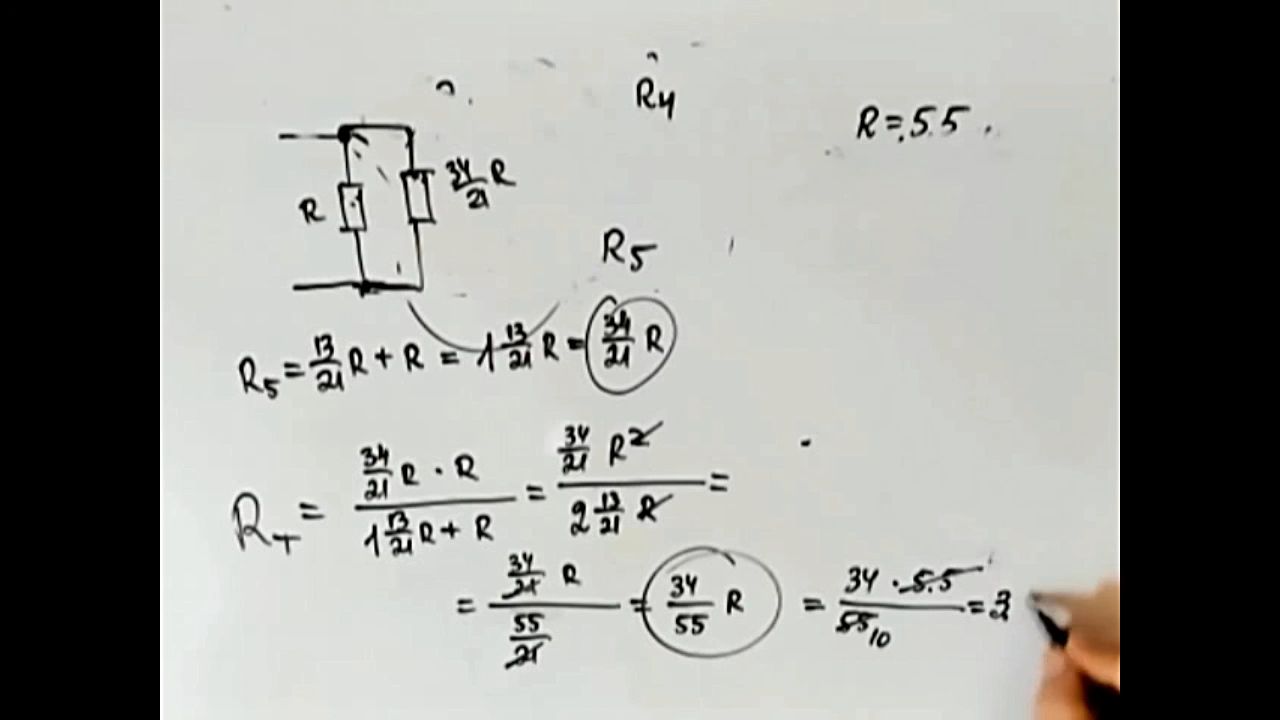 R4
R = 5.5
R
34/21 R
R5
R5 = 13/21 R + R = 1 13/21 R = 34/21 R
RT = (34/21 R · R)/(1 13/21 R + R) = (34/21 R²)/(2 13/21 R) =
= (34/21 R)/(55/21) = 34/55 R = (34 · 5.5)/(55 10) = 3